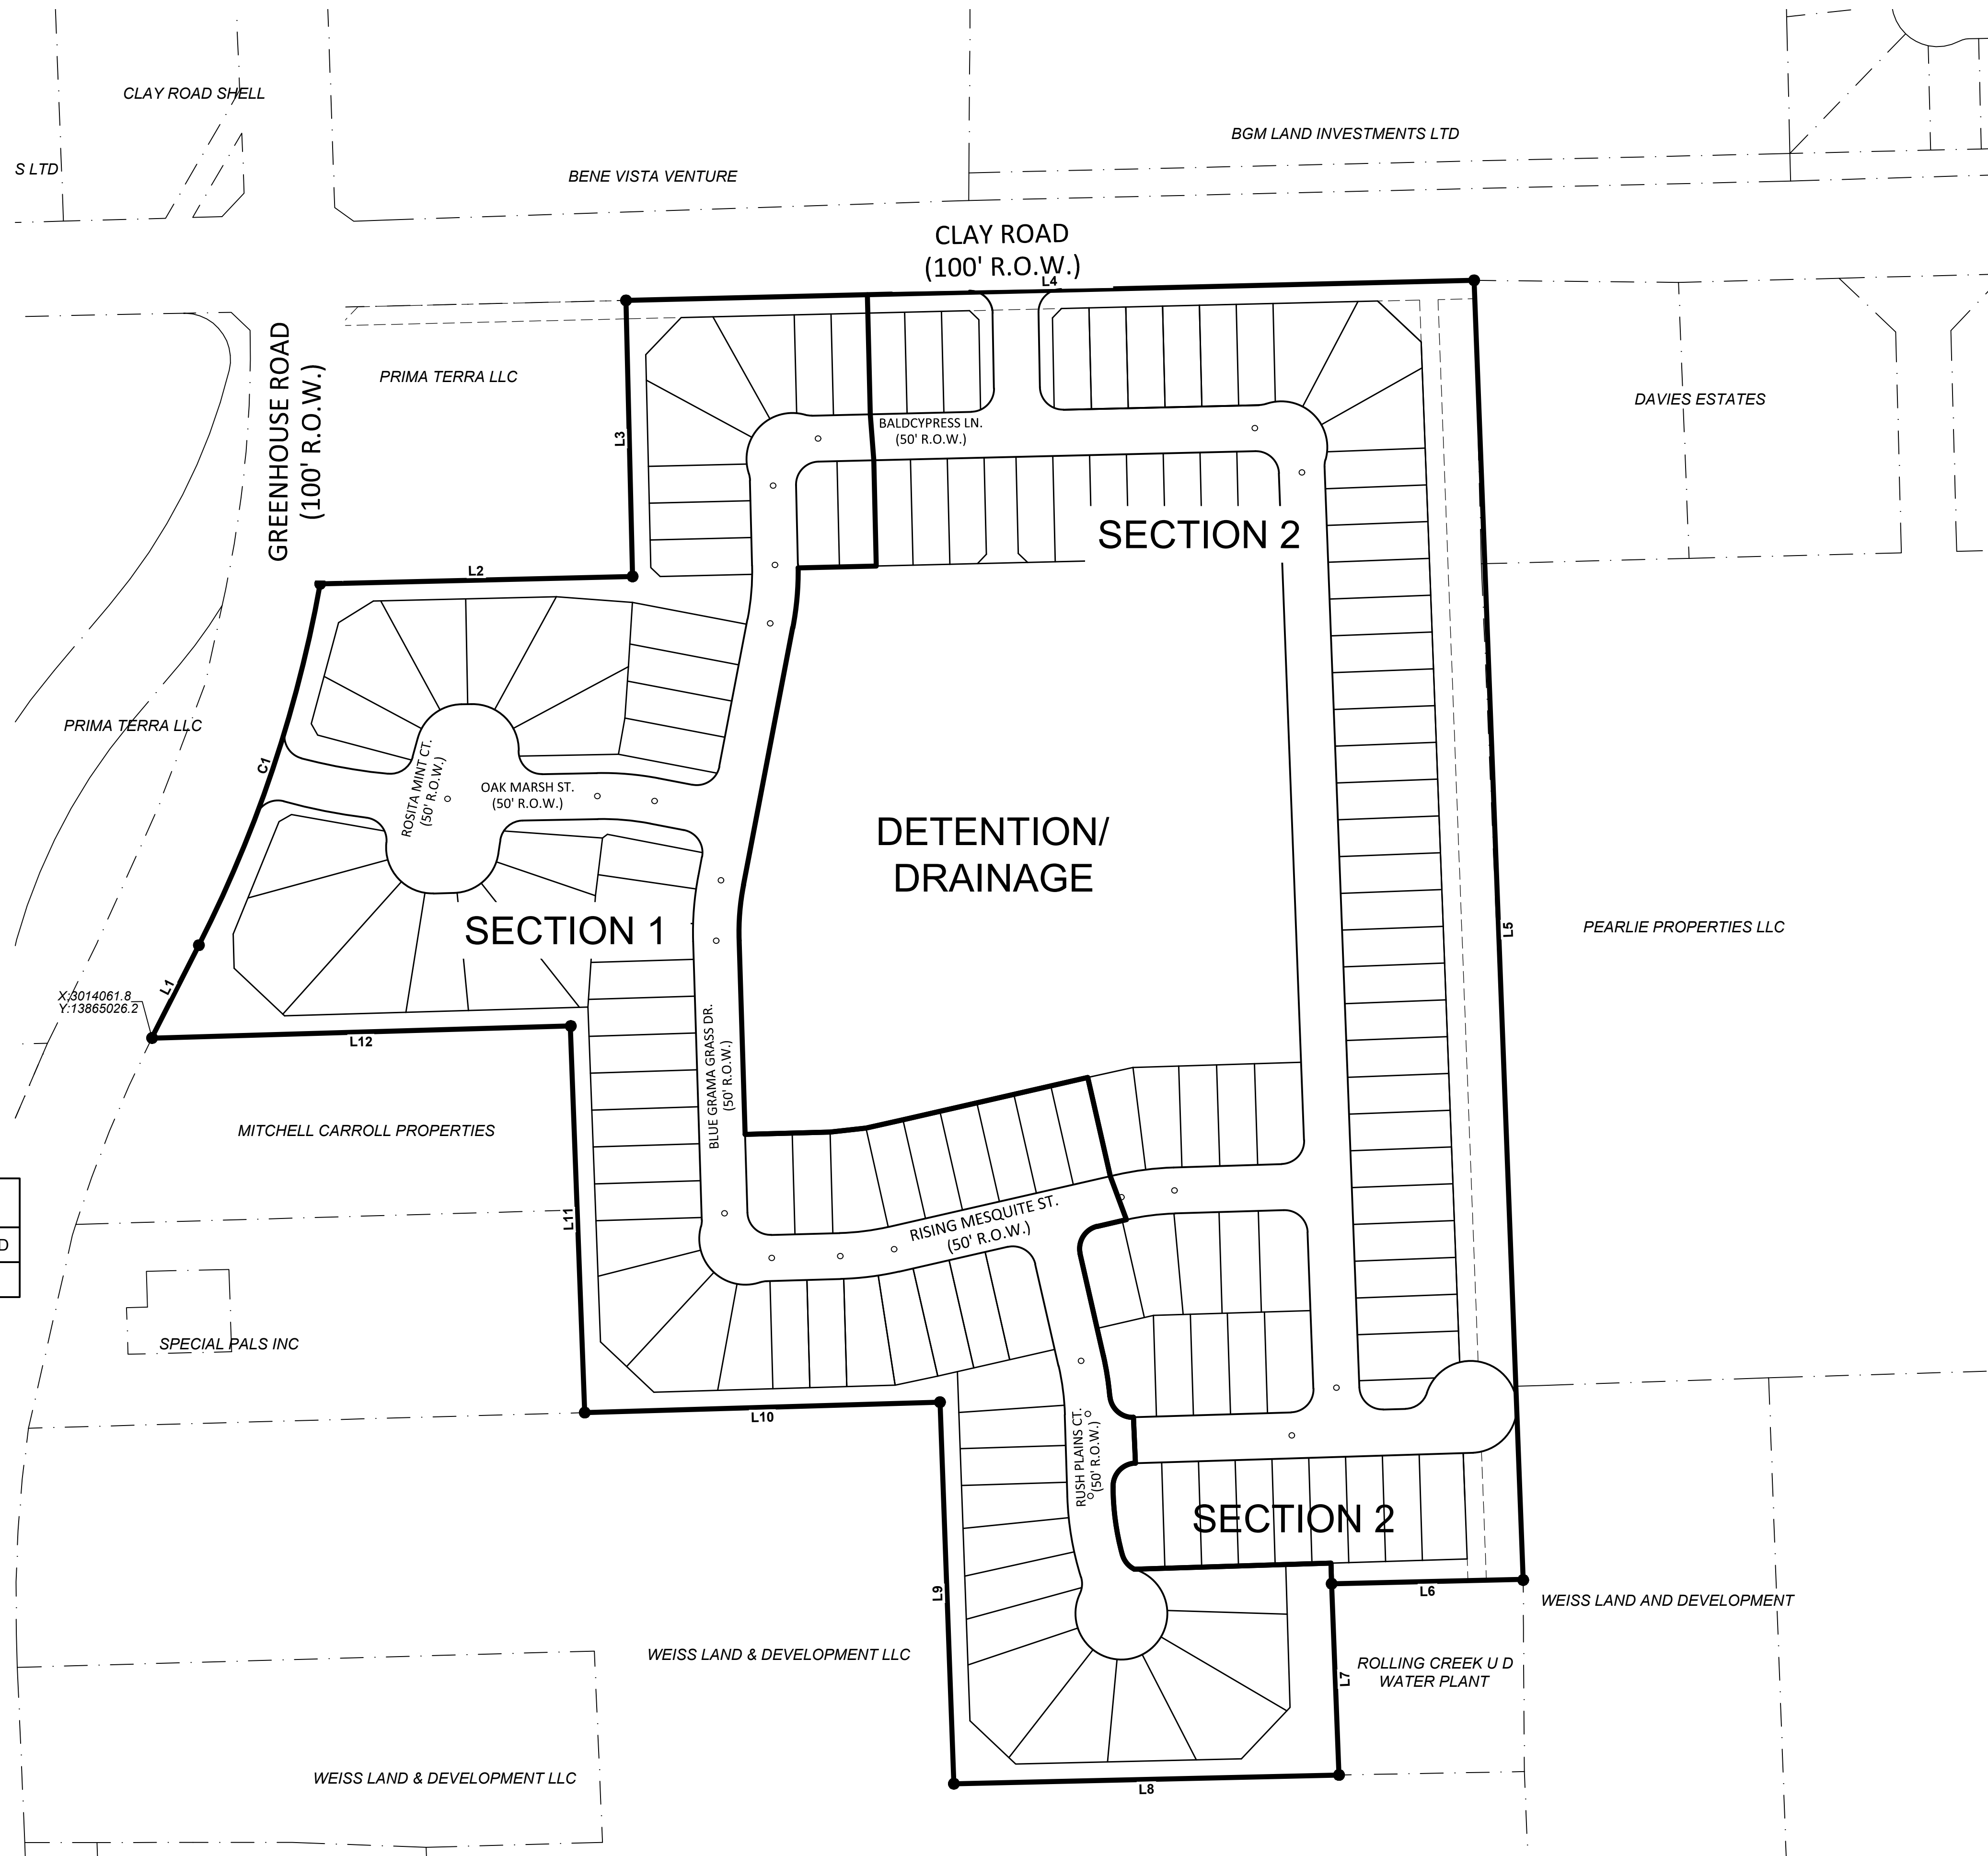 CLAY ROAD SHELL
BGM LAND INVESTMENTS LTD
S LTD
BENE VISTA VENTURE
CLAY ROAD
(100' R.O.W.)
L4
GREENHOUSE ROAD
(100' R.O.W.)
PRIMA TERRA LLC
L3
BALDCYPRESS LN.
(50' R.O.W.)
DAVIES ESTATES
SECTION 2
L2
PRIMA TERRA LLC
C1
ROSITA MINT CT.
(50' R.O.W.)
OAK MARSH ST.
(50' R.O.W.)
DETENTION/
DRAINAGE
SECTION 1
L5
PEARLIE PROPERTIES LLC
L1
X:3014061.8
Y:13865026.2
L12
BLUE GRAMA GRASS DR.
(50' R.O.W.)
MITCHELL CARROLL PROPERTIES
L11
RISING MESQUITE ST.
(50' R.O.W.)
D
SPECIAL PALS INC
L10
RUSH PLAINS CT.
(50' R.O.W.)
SECTION 2
L9
L6
WEISS LAND AND DEVELOPMENT
WEISS LAND & DEVELOPMENT LLC
L7
ROLLING CREEK U D
WATER PLANT
WEISS LAND & DEVELOPMENT LLC
L8